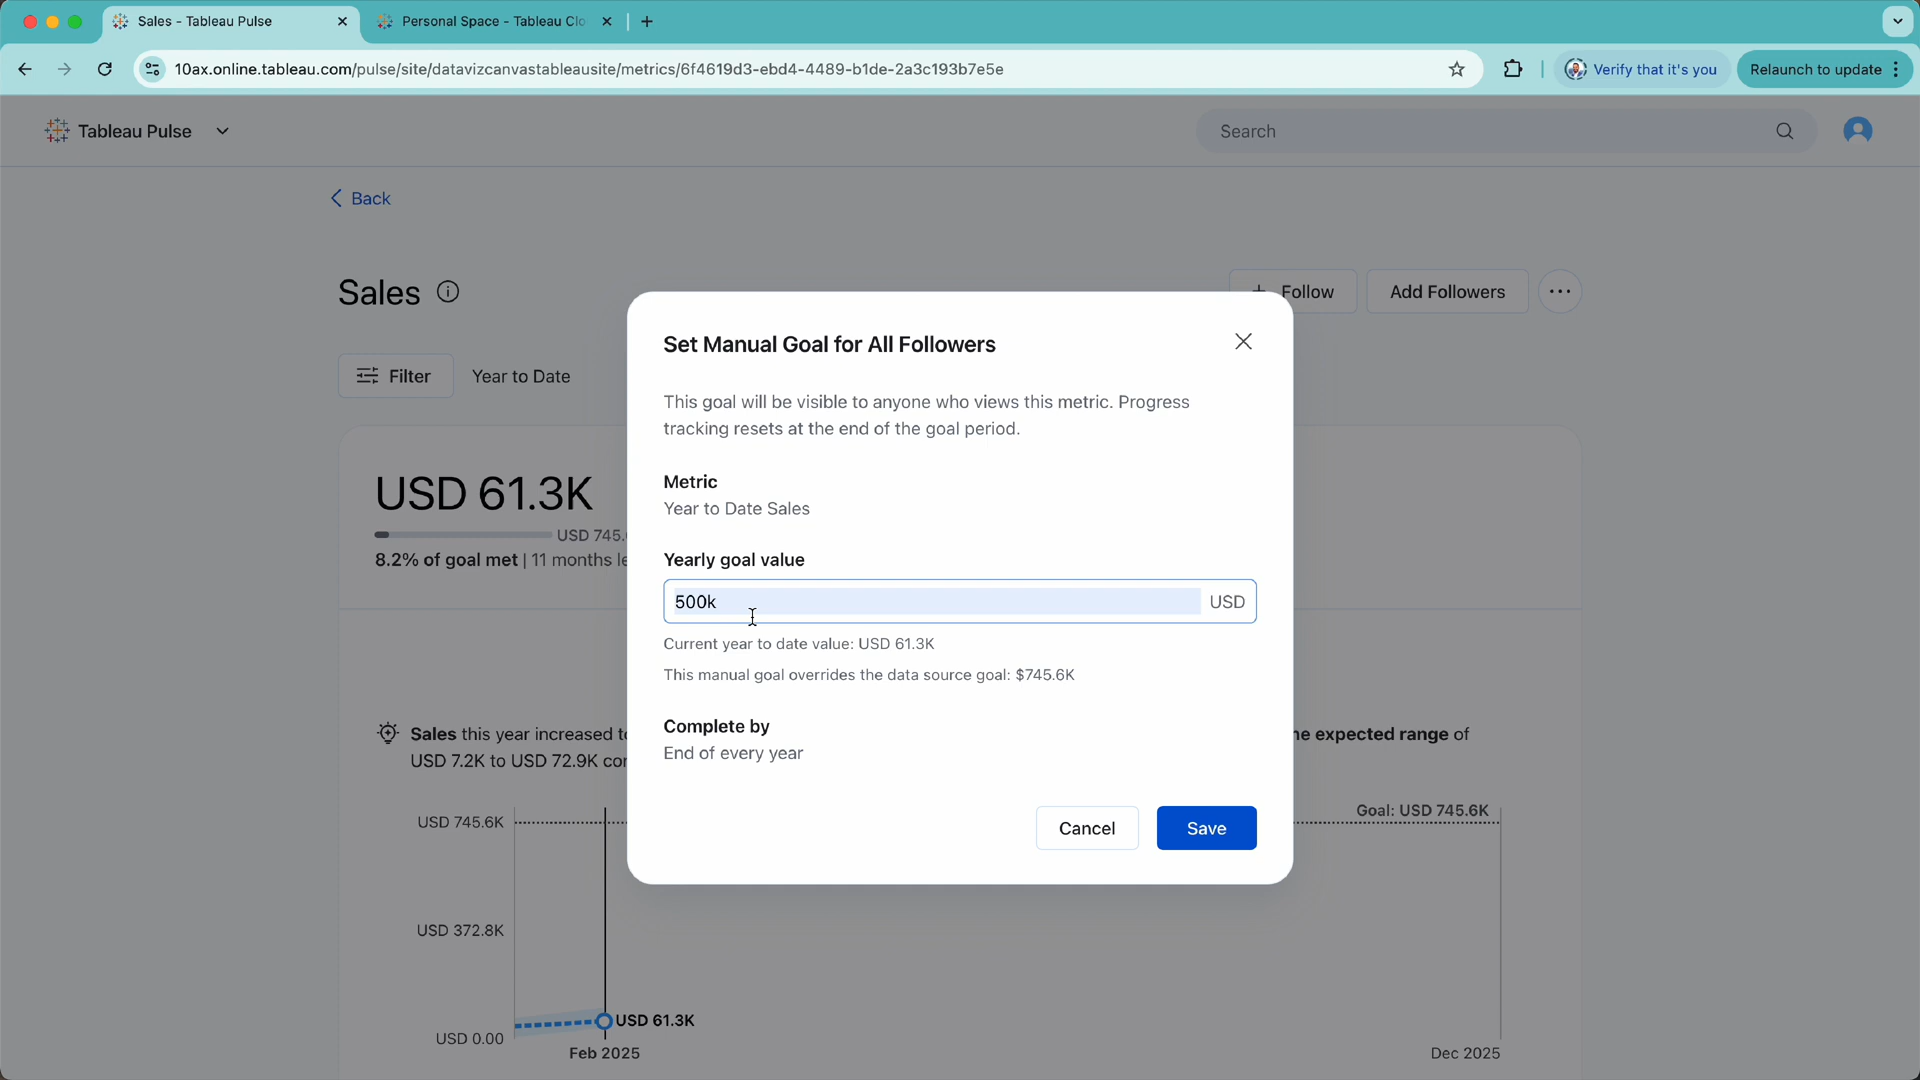 Sales - Tableau Pulse
Personal Space - Tableau Clo
10ax.online.tableau.com/pulse/site/datavizcanvastableausite/metrics/6f4619d3-ebd4-4489-b1de-2a3c193b7e5e
Verify that it's you
Relaunch to update
Tableau Pulse
Search
Back
Sales
Follow
Add Followers
Filter
Year to Date
USD 61.3K
USD 745.
8.2% of goal met | 11 months le
Set Manual Goal for All Followers
This goal will be visible to anyone who views this metric. Progress
tracking resets at the end of the goal period.
Metric
Year to Date Sales
Yearly goal value
500k
USD
Current year to date value: USD 61.3K
This manual goal overrides the data source goal: $745.6K
Complete by
End of every year
Cancel
Save
Sales this year increased t
he expected range of
USD 7.2K to USD 72.9K co
Goal: USD 745.6K
USD 745.6K
USD 372.8K
USD 0.00
USD 61.3K
Feb 2025
Dec 2025